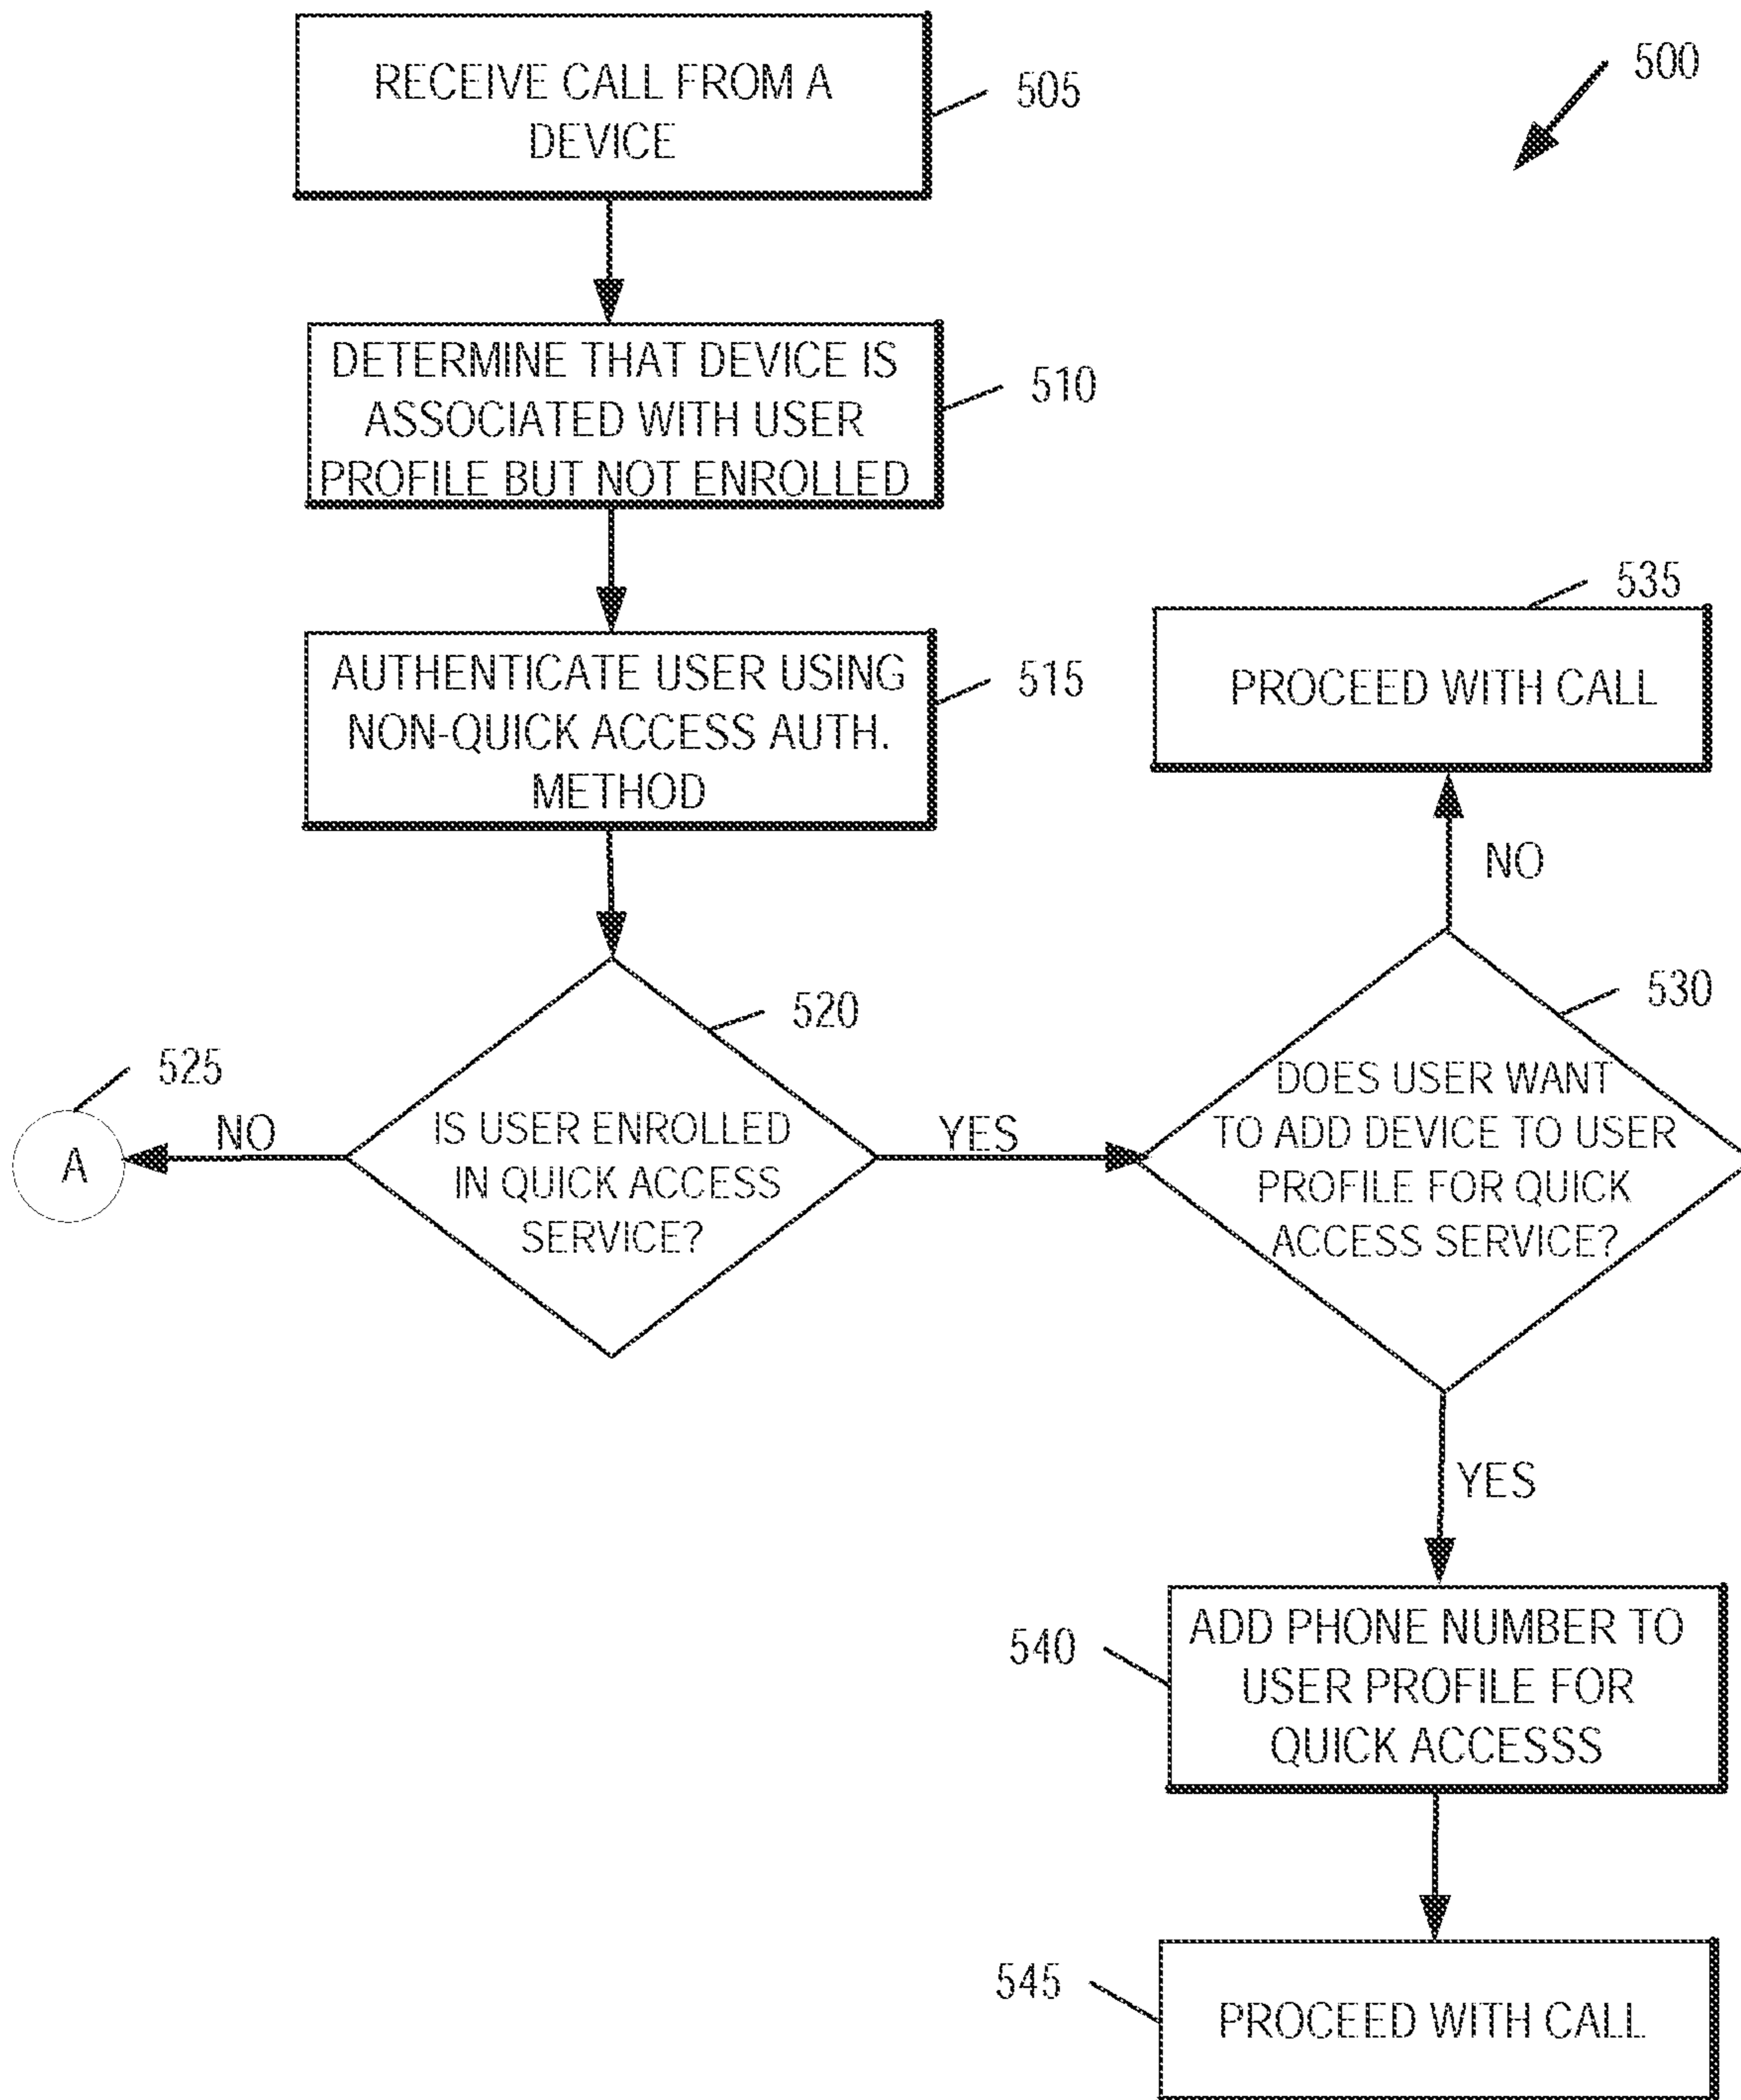 500
RECEIVE CALL FROM A
DEVICE
505
DETERMINE THAT DEVICE IS
ASSOCIATED WITH USER
PROFILE BUT NOT ENROLLED
510
AUTHENTICATE USER USING
NON-QUICK ACCESS AUTH.
METHOD
515
IS USER ENROLLED
IN QUICK ACCESS
SERVICE?
520
NO
525
A
YES
DOES USER WANT
TO ADD DEVICE TO USER
PROFILE FOR QUICK
ACCESS SERVICE?
530
NO
535
PROCEED WITH CALL
YES
540
ADD PHONE NUMBER TO
USER PROFILE FOR
QUICK ACCESSS
545
PROCEED WITH CALL